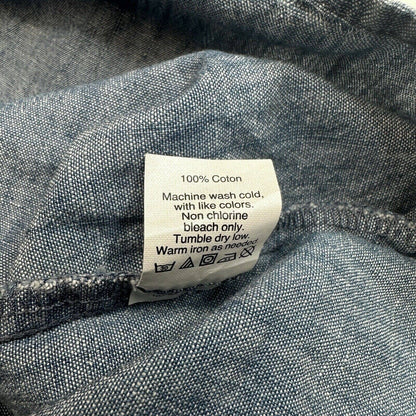 100% Coton
Machine wash cold,
with like colors.
Non chlorine
bleach only.
Tumble dry low.
Warm iron as needed.